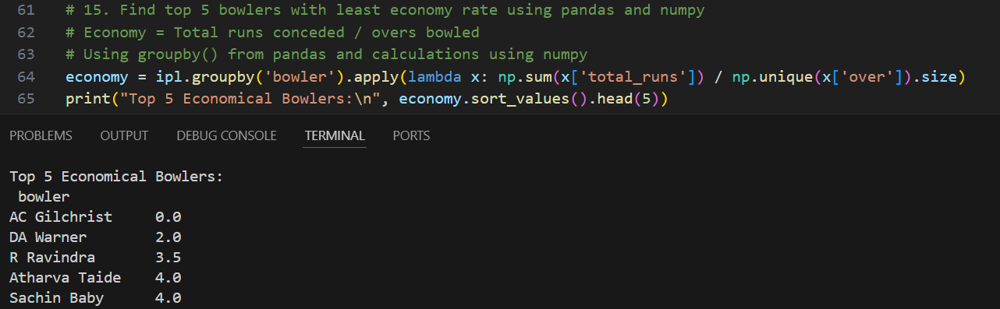 61 # 15. Find top 5 bowlers with least economy rate using pandas and numpy
62 # Economy = Total runs conceded / overs bowled
63 # Using groupby() from pandas and calculations using numpy
64 economy = ipl.groupby('bowler').apply(lambda x: np.sum(x['total_runs']) / np.unique(x['over']).size)
65 print("Top 5 Economical Bowlers:\n", economy.sort_values().head(5))
PROBLEMS OUTPUT DEBUG CONSOLE TERMINAL PORTS
Top 5 Economical Bowlers:
 bowler
AC Gilchrist     0.0
DA Warner        2.0
R Ravindra       3.5
Atharva Taide    4.0
Sachin Baby      4.0